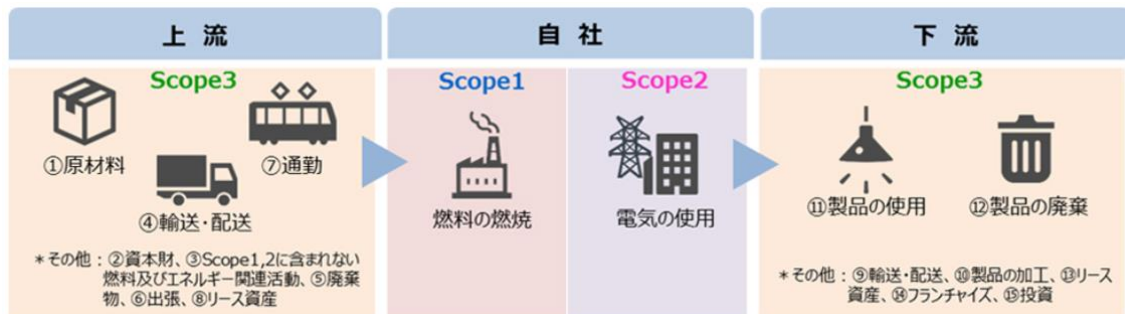 上流
自社
下流
Scope3
①原材料
⑦通勤
④輸送・配送
＊その他：②資本財、③Scope1,2に含まれない
燃料及びエネルギー関連活動、⑤廃棄
物、⑥出張、⑧リース資産
Scope1
燃料の燃焼
Scope2
電気の使用
Scope3
⑪製品の使用
⑫製品の廃棄
＊その他：⑨輸送・配送、⑩製品の加工、⑬リース
資産、⑭フランチャイズ、⑮投資